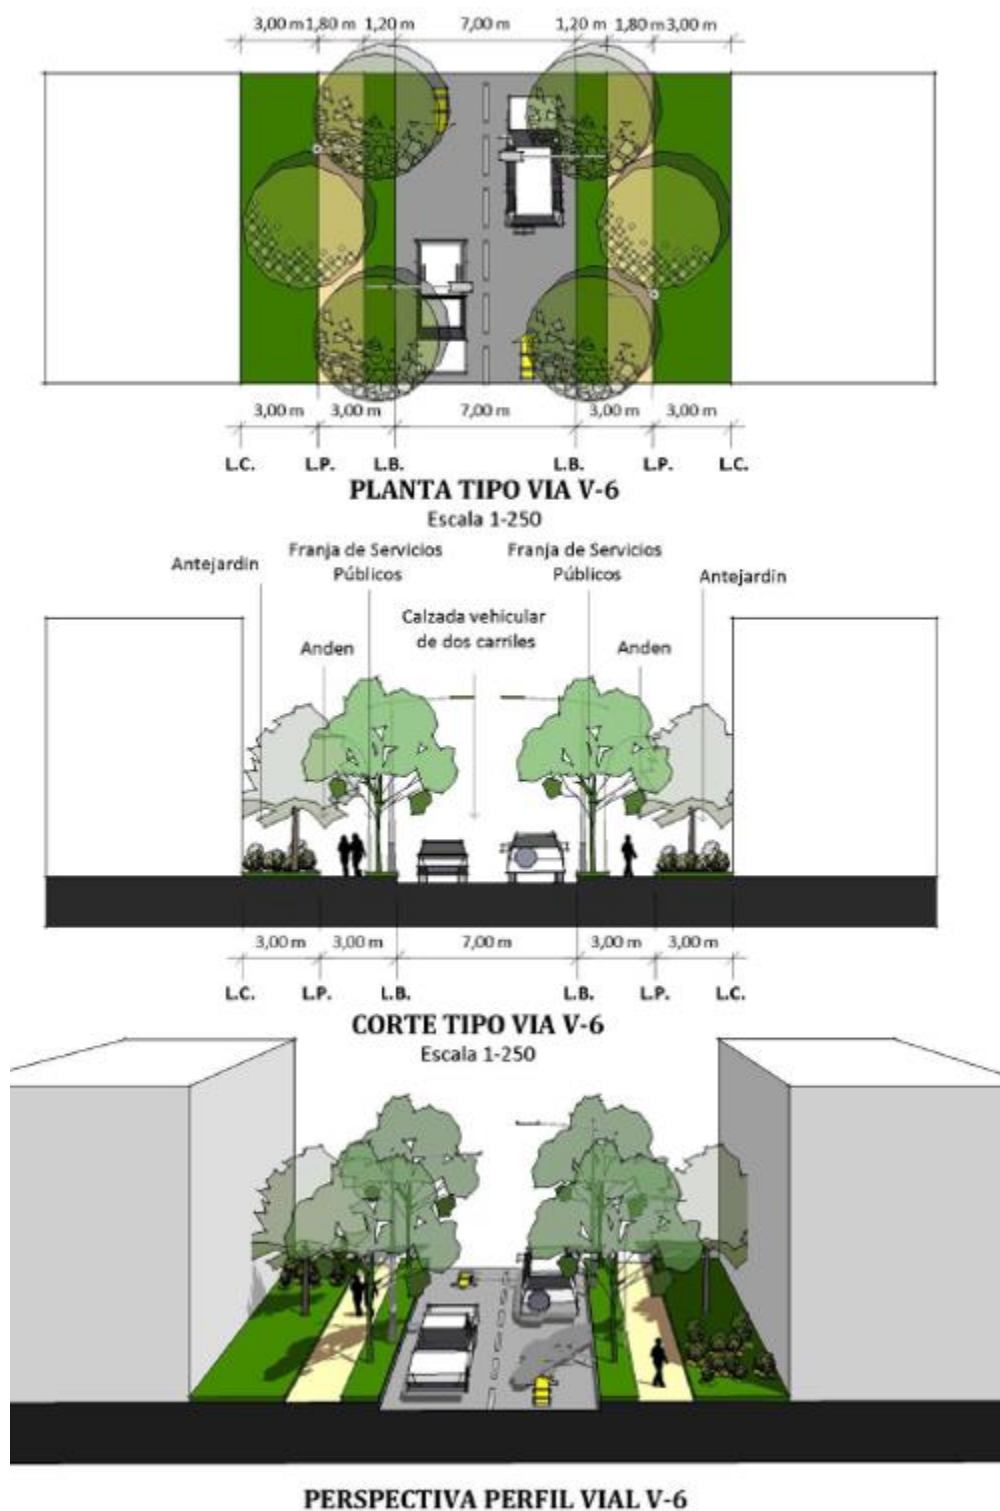 3,00 m 1,80 m 1,20 m 7,00 m 1,20 m 1,80 m 3,00 m
3,00 m 3,00 m 7,00 m 3,00 m 3,00 m
L.C. L.P. L.B. L.B. L.P. L.C.
PLANTA TIPO VIA V-6
Escala 1-250
Antejardin
Franja de Servicios
Públicos
Franja de Servicios
Públicos
Antejardin
Anden
Calzada vehicular
de dos carriles
Anden
3,00 m 3,00 m 7,00 m 3,00 m 3,00 m
L.C. L.P. L.B. L.B. L.P. L.C.
CORTE TIPO VIA V-6
Escala 1-250
PERSPECTIVA PERFIL VIAL V-6